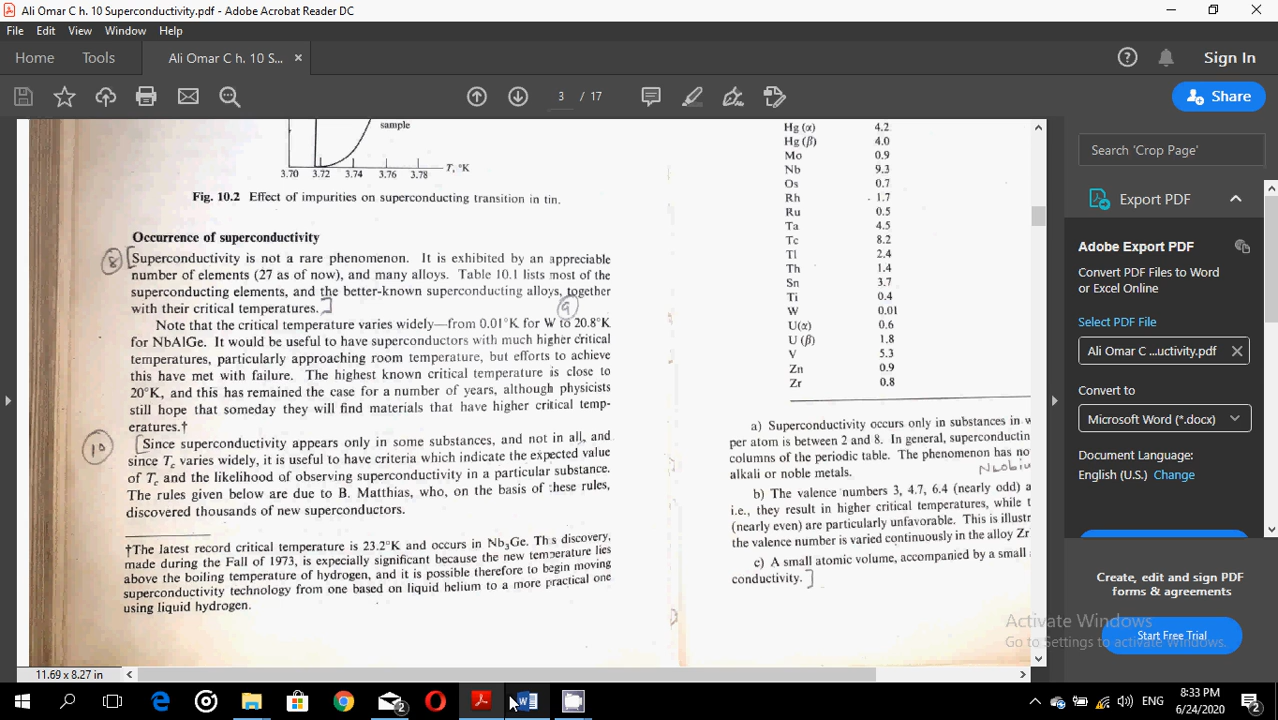 Ali Omar C h. 10 Superconductivity.pdf - Adobe Acrobat Reader DC
File Edit View Window Help
Home Tools Ali Omar C h. 10 S... × Sign In
3 / 17 Share
sample
3.70 3.72 3.74 3.76 3.78 T, °K
Fig. 10.2 Effect of impurities on superconducting transition in tin.
Occurrence of superconductivity
8 [Superconductivity is not a rare phenomenon. It is exhibited by an appreciable
number of elements (27 as of now), and many alloys. Table 10.1 lists most of the
superconducting elements, and the better-known superconducting alloys, together
with their critical temperatures.]
9
Note that the critical temperature varies widely—from 0.01°K for W to 20.8°K
for NbAlGe. It would be useful to have superconductors with much higher critical
temperatures, particularly approaching room temperature, but efforts to achieve
this have met with failure. The highest known critical temperature is close to
20°K, and this has remained the case for a number of years, although physicists
still hope that someday they will find materials that have higher critical temp-
eratures.†
10 [Since superconductivity appears only in some substances, and not in all, and
since Tc varies widely, it is useful to have criteria which indicate the expected value
of Tc and the likelihood of observing superconductivity in a particular substance.
The rules given below are due to B. Matthias, who, on the basis of these rules,
discovered thousands of new superconductors.
†The latest record critical temperature is 23.2°K and occurs in Nb3Ge. This discovery,
made during the Fall of 1973, is especially significant because the new temperature lies
above the boiling temperature of hydrogen, and it is possible therefore to begin moving
superconductivity technology from one based on liquid helium to a more practical one
using liquid hydrogen.
Hg (α) 4.2
Hg (β) 4.0
Mo 0.9
Nb 9.3
Os 0.7
Rh 1.7
Ru 0.5
Ta 4.5
Tc 8.2
Tl 2.4
Th 1.4
Sn 3.7
Ti 0.4
W 0.01
U(α) 0.6
U (β) 1.8
V 5.3
Zn 0.9
Zr 0.8
a) Superconductivity occurs only in substances in w
per atom is between 2 and 8. In general, superconductin
columns of the periodic table. The phenomenon has no
alkali or noble metals.
b) The valence numbers 3, 4.7, 6.4 (nearly odd) a
i.e., they result in higher critical temperatures, while t
(nearly even) are particularly unfavorable. This is illustr
the valence number is varied continuously in the alloy Zr
c) A small atomic volume, accompanied by a small
conductivity.]
11.69 x 8.27 in
Search 'Crop Page'
Export PDF
Adobe Export PDF
Convert PDF Files to Word
or Excel Online
Select PDF File
Ali Omar C ...uctivity.pdf ×
Convert to
Microsoft Word (*.docx)
Document Language:
English (U.S.) Change
Create, edit and sign PDF
forms & agreements
Start Free Trial
Activate Windows
Go to Settings to activate Windows.
2 ENG 8:33 PM
6/24/2020 2